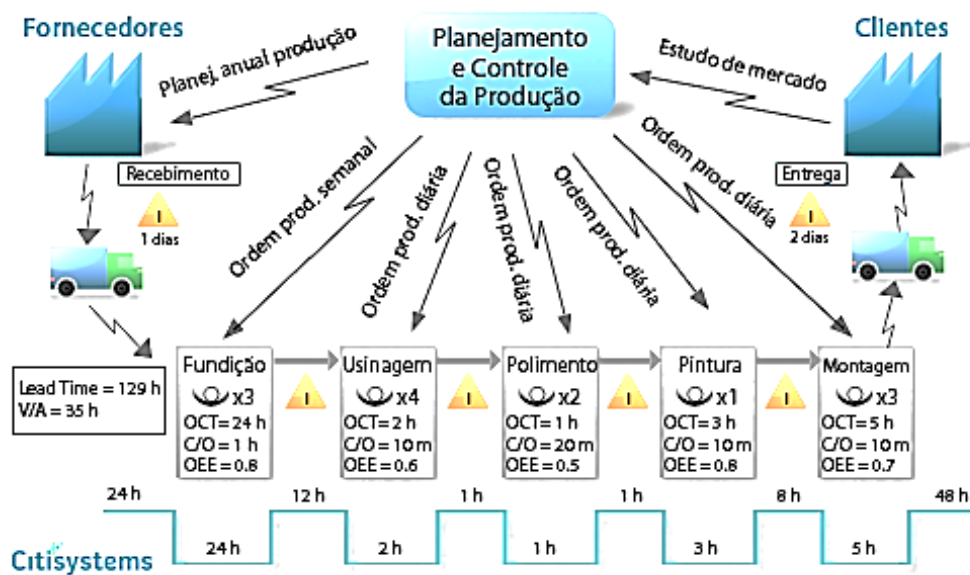 Fornecedores
Planejamento
e Controle
da Produção
Clientes
Planej. anual produção
Estudo de mercado
Recebimento
I
1 dias
Entrega
I
2 dias
Ordem prod. semanal
Ordem prod. diária
Ordem prod.
diária
Ordem prod.
diária
Ordem prod. diária
Lead Time = 129 h
V/A = 35 h
Fundição
x3
OCT= 24 h
C/O = 1 h
OEE = 0.8
I
Usinagem
x4
OCT= 2 h
C/O = 10 m
OEE = 0.6
I
Polimento
x2
OCT= 1 h
C/O = 20 m
OEE = 0.5
I
Pintura
x1
OCT= 3 h
C/O = 10 m
OEE = 0.8
I
Montagem
x3
OCT= 5 h
C/O = 10 m
OEE = 0.7
24 h
12 h
1 h
1 h
8 h
48 h
24 h
2 h
1 h
3 h
5 h
Citisystems